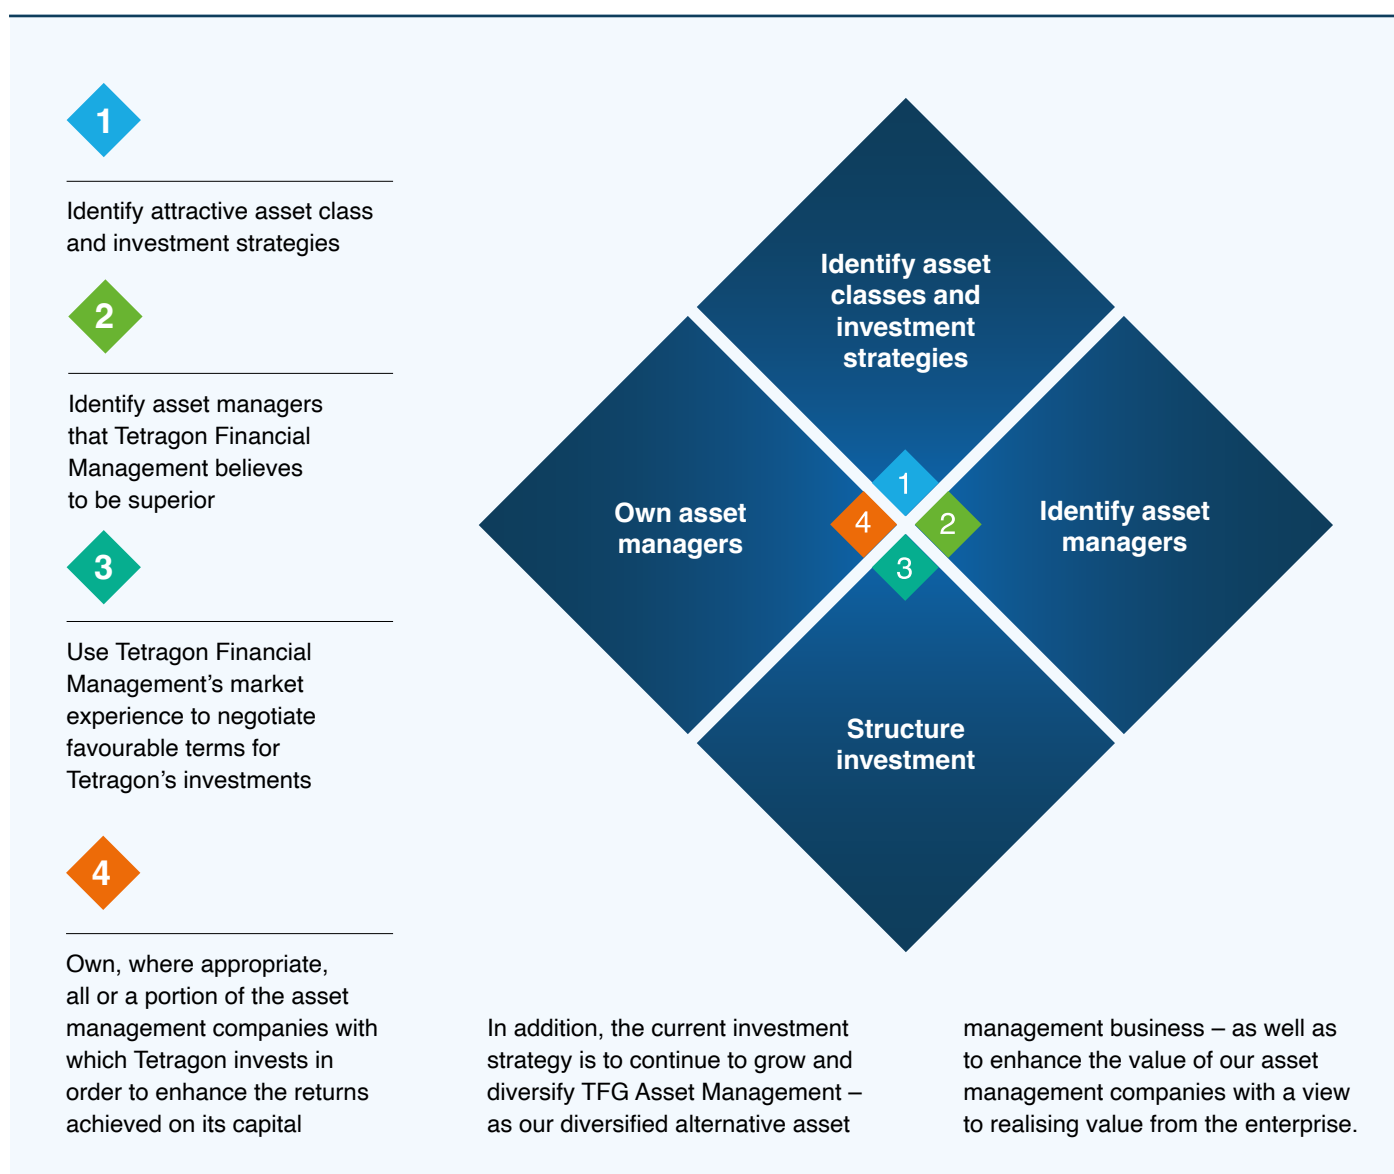 1
Identify attractive asset class
and investment strategies
2
Identify asset managers
that Tetragon Financial
Management believes
to be superior
3
Use Tetragon Financial
Management’s market
experience to negotiate
favourable terms for
Tetragon’s investments
4
Own, where appropriate,
all or a portion of the asset
management companies with
which Tetragon invests in
order to enhance the returns
achieved on its capital
Identify asset
classes and
investment
strategies
Own asset
managers
1
4
2
3
Identify asset
managers
Structure
investment
In addition, the current investment
strategy is to continue to grow and
diversify TFG Asset Management –
as our diversified alternative asset
management business – as well as
to enhance the value of our asset
management companies with a view
to realising value from the enterprise.